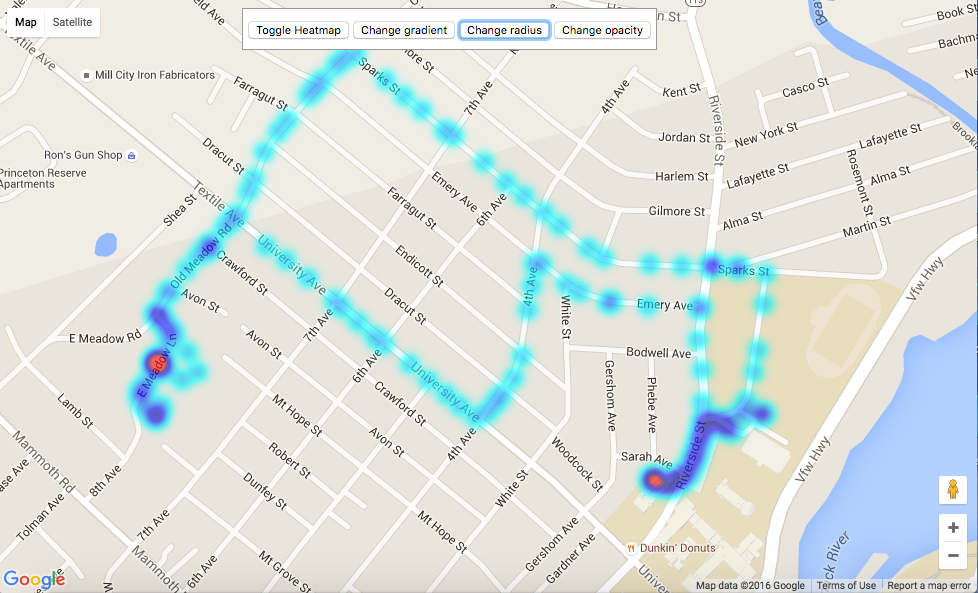 Map Satellite
Toggle Heatmap Change gradient Change radius Change opacity
113
n St
Book St
Bachma
Textile Ave
Sparks St
ore St
Mill City Iron Fabricators
Farragut St
7th Ave
4th Ave
Kent St
Casco St
Riverside St
New York St
Jordan St
Lafayette St
Brooki
Ron's Gun Shop
Dracut St
Princeton Reserve
Apartments
Harlem St
Lafayette St
Rosemont St
Alma St
Emery Ave
6th Ave
Textile Ave
Shea St
Farragut St
Gilmore St
Alma St
Martin St
Old Meadow Rd
University Ave
Endicott St
Crawford St
Sparks St
Vfw Hwy
4th Ave
Avon St
Dracut St
White St
Emery Ave
7th Ave
E Meadow Rd
E Meadow Ln
Avon St
6th Ave
Bodwell Ave
University Ave
Gershom Ave
Phebe Ave
Lamb St
Mt Hope St
Crawford St
4th Ave
Avon St
Woodcock St
Sarah Ave
Riverside St
Vfw Hwy
Mammoth Rd
Robert St
8th Ave
White St
ase Ave
Dunfey St
Tolman Ave
7th Ave
Mt Hope St
Gershom Ave
Gardner Ave
Dunkin' Donuts
ck River
Mammoth
6th Ave
Mt Grove St
Univer
+
−
Google
Map data ©2016 Google Terms of Use Report a map error